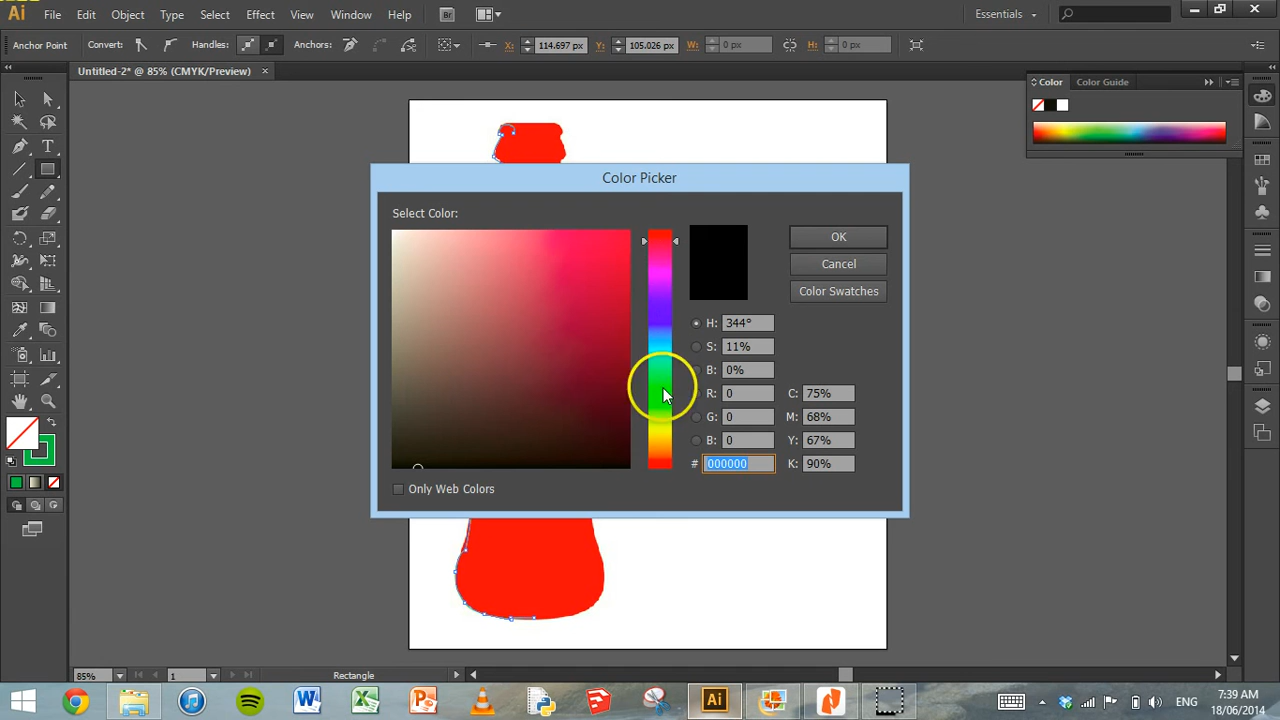 Ai File Edit Object Type Select Effect View Window Help Br Essentials
Anchor Point Convert: Handles: Anchors: X: 114.697 px Y: 105.026 px W: 0 px H: 0 px
Untitled-2* @ 85% (CMYK/Preview) ×
Color Color Guide
T
Color Picker
Select Color:
OK
Cancel
Color Swatches
H: 344°
S: 11%
B: 0%
R: 0 C: 75%
G: 0 M: 68%
B: 0 Y: 67%
# 000000 K: 90%
Only Web Colors
85% 1 Rectangle
Ai ENG 7:39 AM
18/06/2014